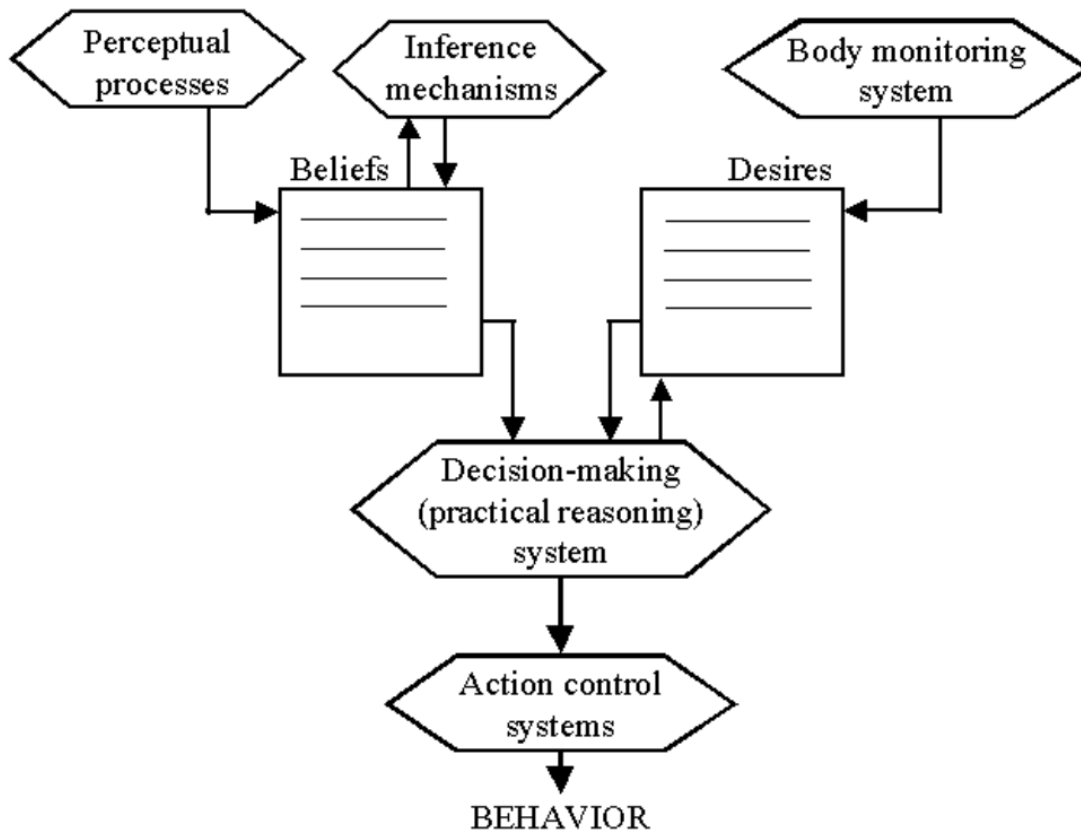 Perceptual
processes
Inference
mechanisms
Body monitoring
system
Beliefs
Desires
Decision-making
(practical reasoning)
system
Action control
systems
BEHAVIOR